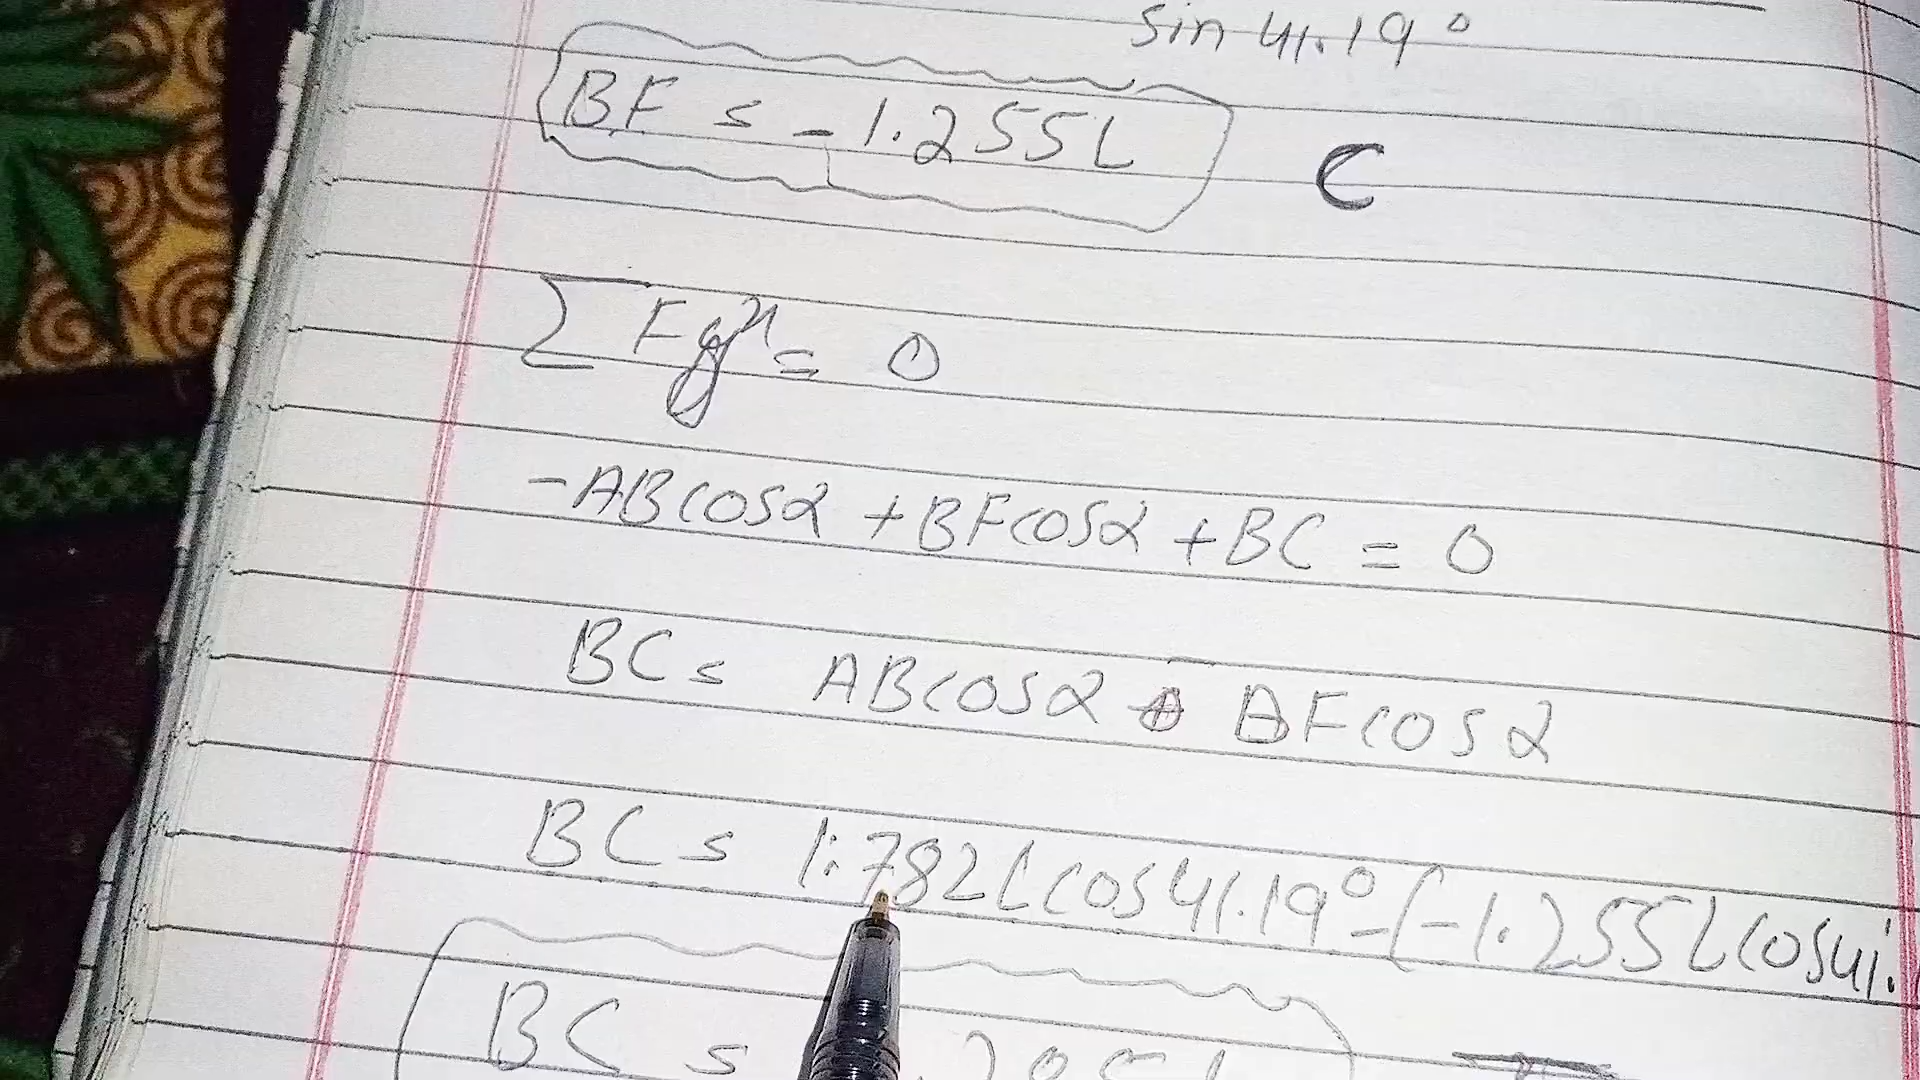 sin 41.19°
BF = -1.255L C
∑Fx = 0
-ABcosα + BFcosα + BC = 0
BC = ABcosα - BFcosα
BC = 1.782Lcos41.19° - (-1.255Lcos41.
BC =